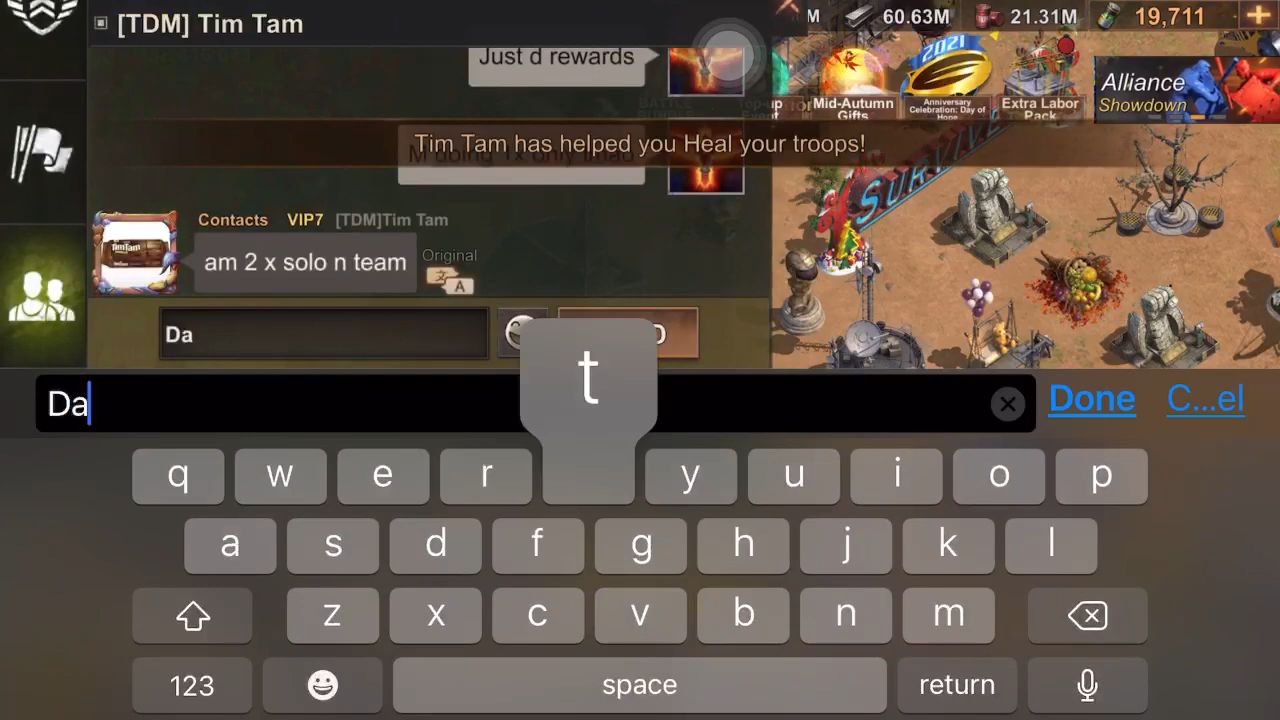 [TDM] Tim Tam
M
60.63M
21.31M
19,711
Just d rewards
2021
Mid-Autumn
Gifts
Anniversary
Celebration: Day of
Hope
Extra Labor
Pack
Alliance
Showdown
Tim Tam has helped you Heal your troops!
SURVIVE
Contacts VIP7 [TDM]Tim Tam
TimTam
am 2 x solo n team
Original
A
Da
D
Da
Done
C...el
t
q w e r y u i o p
a s d f g h j k l
z x c v b n m
123 space return